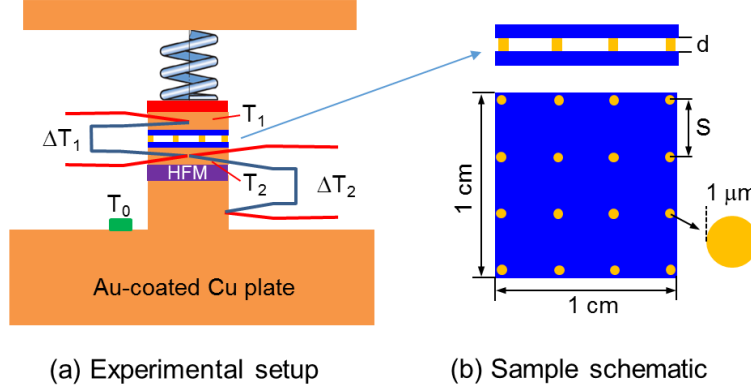 T1
ΔT1
HFM
T2
ΔT2
T0
Au-coated Cu plate
(a) Experimental setup
d
S
1 cm
1 μm
1 cm
(b) Sample schematic